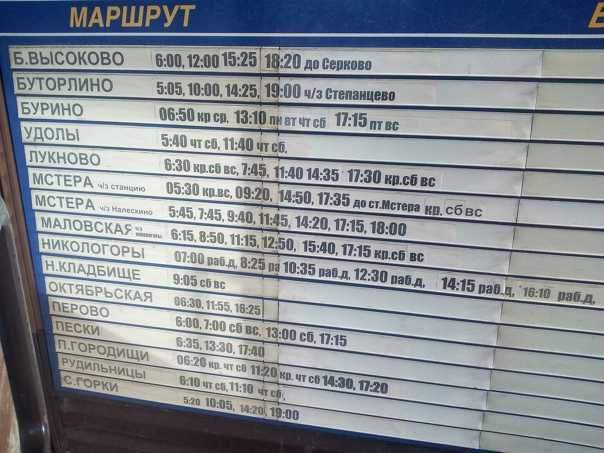 МАРШРУТ
Б.ВЫСОКОВО 6:00, 12:00 15:25 18:20 до Серково
БУТОРЛИНО 5:05, 10:00, 14:25, 19:00 ч/з Степанцево
БУРИНО 06:50 кр ср, 13:10 пн вт чт сб 17:15 пт вс
УДОЛЫ 5:40 чт сб, 11:40 чт сб,
ЛУКНОВО 6:30 кр.сб вс, 7:45, 11:40 14:35 17:30 кр.сб вс
МСТЕРА ч/з станцию 05:30 кр.вс, 09:20, 14:50, 17:35 до ст.Мстера кр. сб вс
МСТЕРА ч/з Налескино 5:45, 7:45, 9:40, 11:45, 14:20, 17:15, 18:00
МАЛОВСКАЯ ч/з 6:15, 8:50, 11:15, 12:50, 15:40, 17:15 кр.сб вс
НИКОЛОГОРЫ 07:00 раб.д, 8:25 ра 10:35 раб.д, 12:30 раб.д, 14:15 раб.д, 16:10 раб.д,
Н.КЛАДБИЩЕ 9:05 сб вс
ОКТЯБРЬСКАЯ 06:30, 11:55, 16:25
ПЕРОВО 6:00, 7:00 сб вс, 13:00 сб, 17:15
ПЕСКИ 6:35, 13:30, 17:40
П.ГОРОДИЩИ 06:20 кр. чт сб 11:20 кр. чт сб 14:30, 17:20
РУДИЛЬНИЦЫ 6:10 чт сб, 11:10 чт сб,
С.ГОРКИ 5:20 10:05, 14:20, 19:00